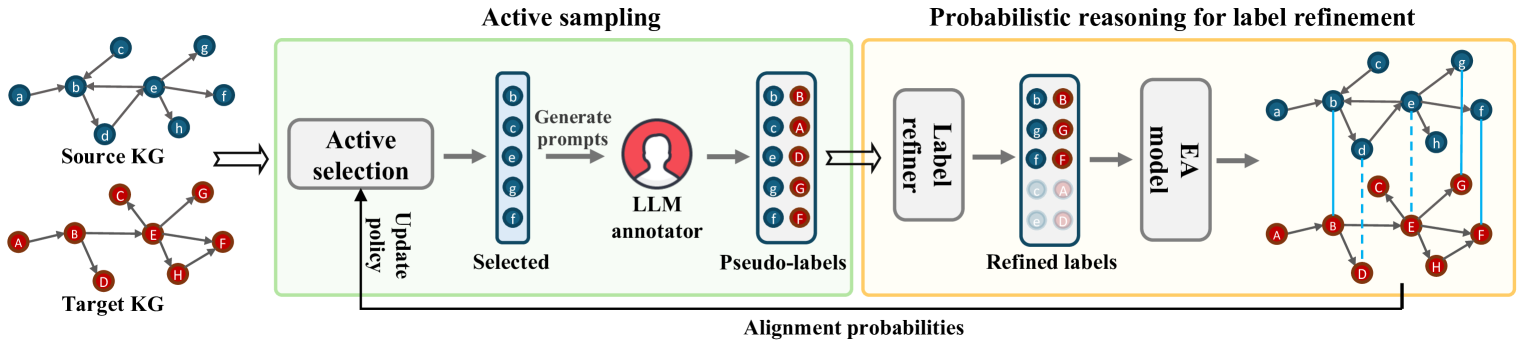 Active sampling
Probabilistic reasoning for label refinement
c
g
a
b
e
f
d
h
Source KG
C
G
A
B
E
F
D
H
Target KG
Active
selection
Update
policy
b
c
e
g
f
Selected
Generate
prompts
LLM
annotator
b B
c A
e D
g G
f F
Pseudo-labels
Label
refiner
b B
g G
f F
c A
e D
Refined labels
EA
model
c
g
a
b
e
f
d
h
C
G
A
B
E
F
D
H
Alignment probabilities